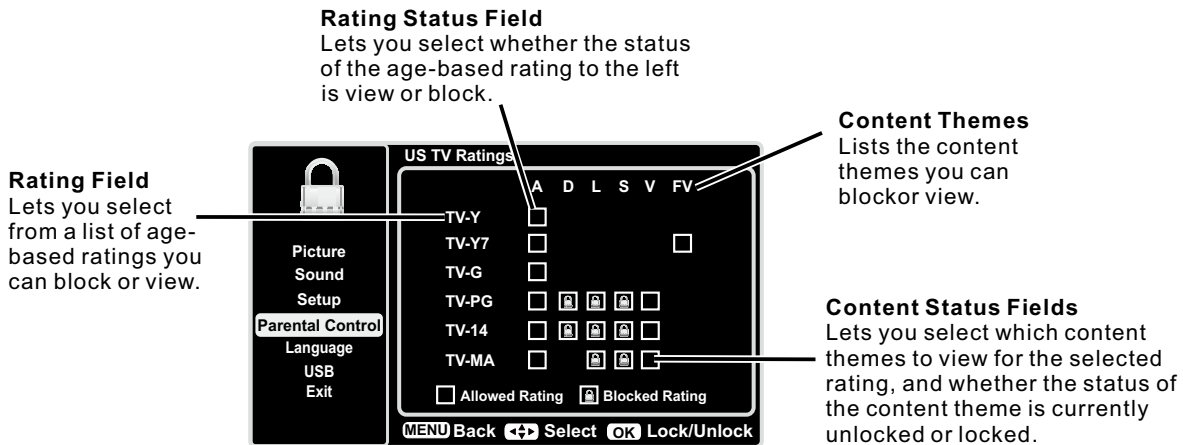 Rating Status Field
Lets you select whether the status
of the age-based rating to the left
is view or block.
Content Themes
Lists the content
themes you can
blockor view.
Rating Field
Lets you select
from a list of age-
based ratings you
can block or view.
US TV Ratings
A D L S V FV
TV-Y
TV-Y7
TV-G
TV-PG
TV-14
TV-MA
Allowed Rating Blocked Rating
Picture
Sound
Setup
Parental Control
Language
USB
Exit
MENU Back Select OK Lock/Unlock
Content Status Fields
Lets you select which content
themes to view for the selected
rating, and whether the status of
the content theme is currently
unlocked or locked.